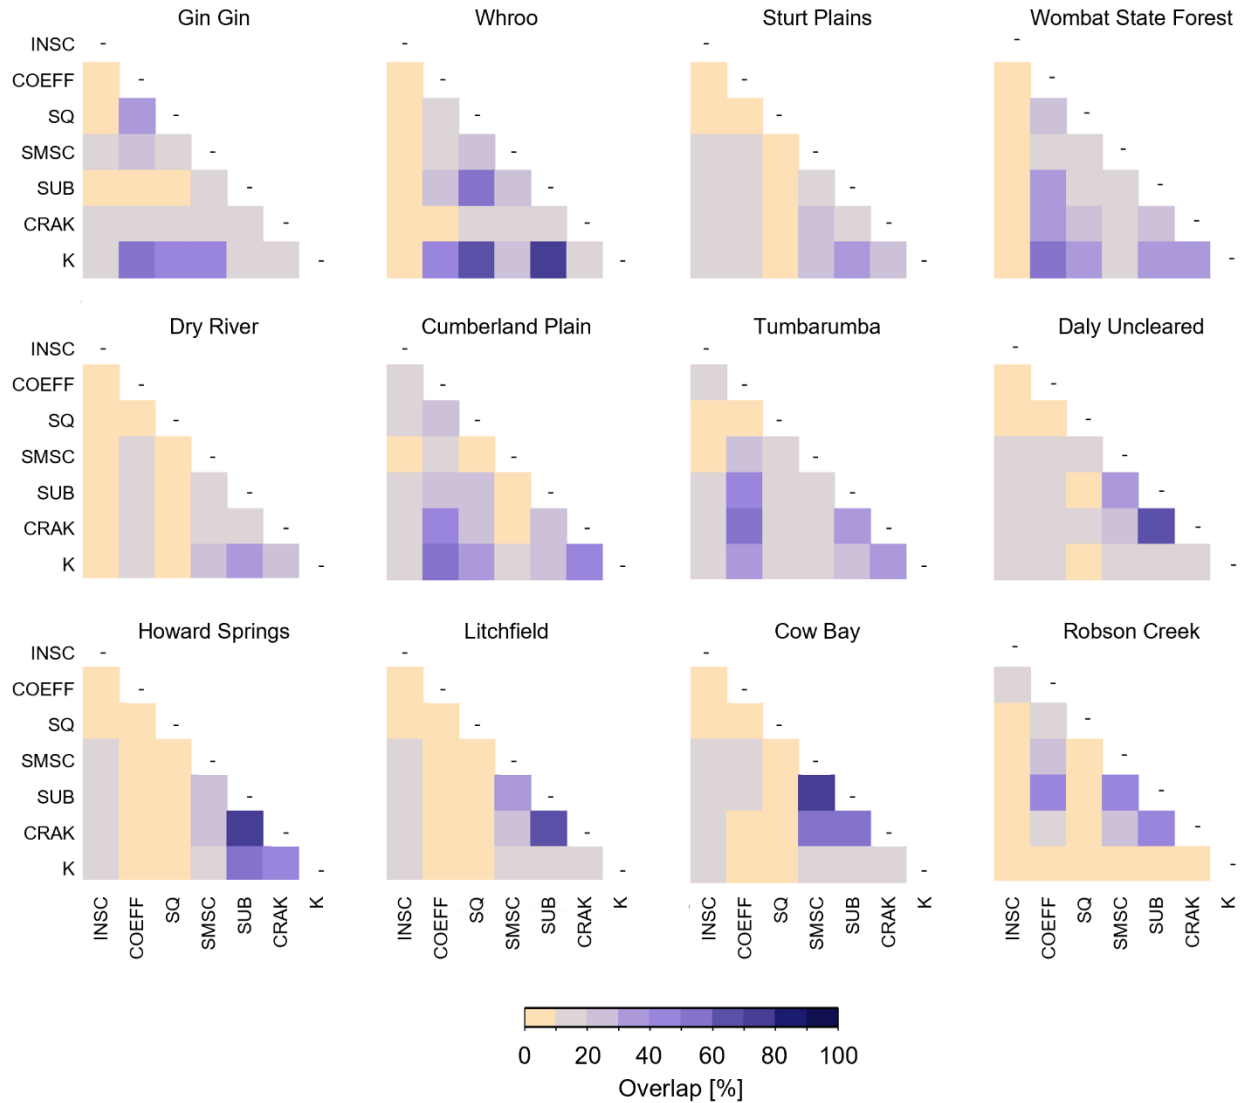 Gin Gin Whroo Sturt Plains Wombat State Forest
INSC - - - -
COEFF - - - -
SQ - - - -
SMSC - - - -
SUB - - - -
CRAK - - - -
K - - - -
Dry River Cumberland Plain Tumbarumba Daly Uncleared
INSC - - - -
COEFF - - - -
SQ - - - -
SMSC - - - -
SUB - - - -
CRAK - - - -
K - - - -
Howard Springs Litchfield Cow Bay Robson Creek
INSC - - - -
COEFF - - - -
SQ - - - -
SMSC - - - -
SUB - - - -
CRAK - - - -
K - - - -
INSC COEFF SQ SMSC SUB CRAK K INSC COEFF SQ SMSC SUB CRAK K INSC COEFF SQ SMSC SUB CRAK K INSC COEFF SQ SMSC SUB CRAK K
0 20 40 60 80 100
Overlap [%]